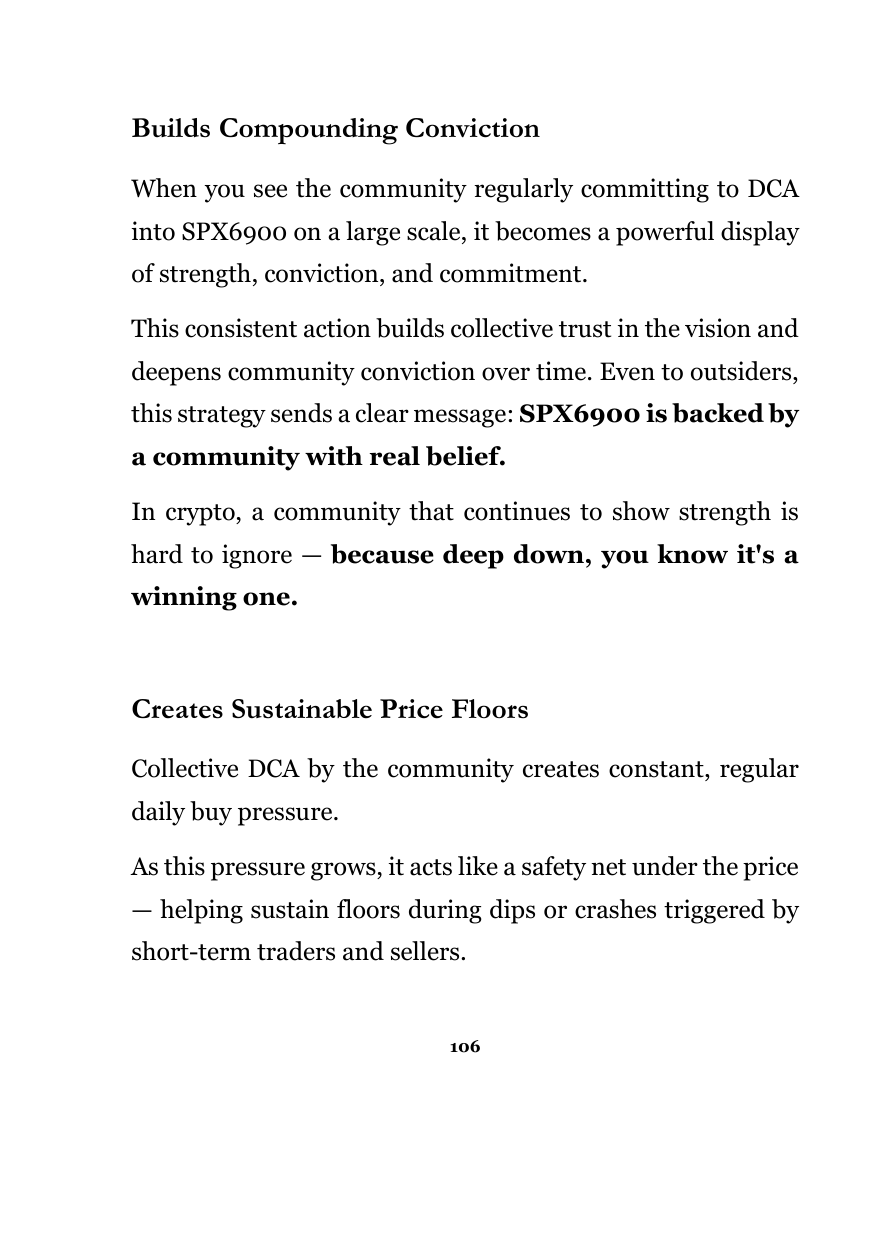 Builds Compounding Conviction
When you see the community regularly committing to DCA
into SPX6900 on a large scale, it becomes a powerful display
of strength, conviction, and commitment.
This consistent action builds collective trust in the vision and
deepens community conviction over time. Even to outsiders,
this strategy sends a clear message: SPX6900 is backed by
a community with real belief.
In crypto, a community that continues to show strength is
hard to ignore — because deep down, you know it's a
winning one.
Creates Sustainable Price Floors
Collective DCA by the community creates constant, regular
daily buy pressure.
As this pressure grows, it acts like a safety net under the price
— helping sustain floors during dips or crashes triggered by
short-term traders and sellers.
106